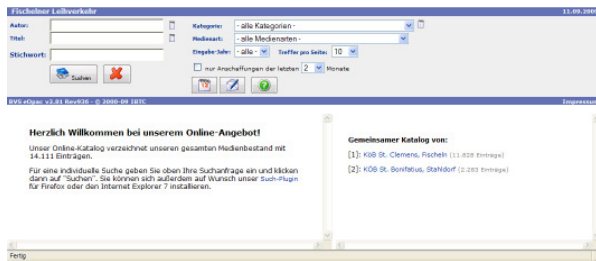 Fischelner Leihverkehr
Autor:
Titel:
Stichwort:
Suchen
Kategorie: - alle Kategorien -
Medienart: - alle Medienarten -
Eingabe-Jahr: - alle - Treffer pro Seite: 10
nur Anschaffungen der letzten 2 Monate
BVS eOpac v3.81 Rev936 - © 2000-09 IBTC
Impressum
Herzlich Willkommen bei unserem Online-Angebot!
Unser Online-Katalog verzeichnet unseren gesamten Medienbestand mit
14.111 Einträgen.
Für eine individuelle Suche geben Sie oben Ihre Suchanfrage ein und klicken
dann auf "Suchen". Sie können sich außerdem auf Wunsch unser Such-Plugin
für Firefox oder den Internet Explorer 7 installieren.
Gemeinsamer Katalog von:
[1]: KöB St. Clemens, Fischeln (11.828 Einträge)
[2]: KÖB St. Bonifatius, Stahldorf (2.283 Einträge)
Fertig